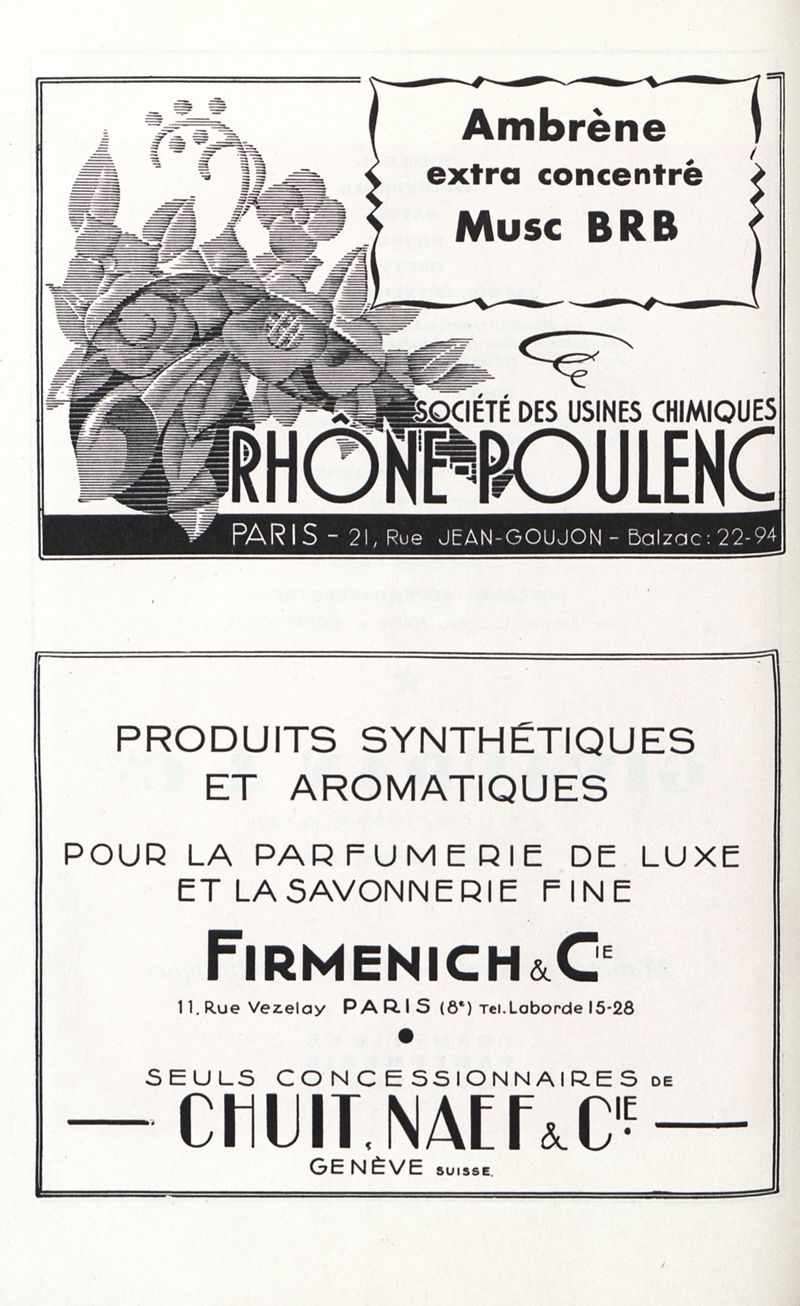 Ambrène
extra concentré
Musc BRB
SOCIÉTÉ DES USINES CHIMIQUES
RHÔNE-POULENC
PARIS – 21, Rue JEAN-GOUJON – Balzac: 22-94
PRODUITS SYNTHÉTIQUES
ET AROMATIQUES
POUR LA PARFUMERIE DE LUXE
ET LA SAVONNERIE FINE
FIRMENICH & CIE
11, Rue Vezelay PARIS (8e) Tel. Laborde 15-28
SEULS CONCESSIONNAIRES DE
CHUIT, NAEF & CIE
GENÈVE SUISSE.